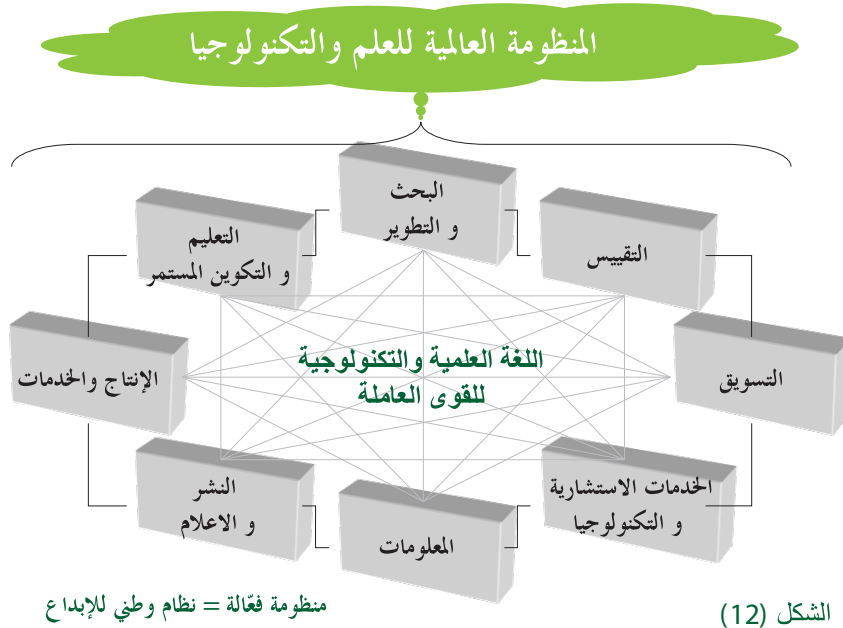 المنظومة العالمية للعلم والتكنولوجيا
البحث
و التطوير
التقييس
التعليم
و التكوين المستمر
التسويق
اللغة العلمية والتكنولوجية
للقوى العاملة
الإنتاج والخدمات
الخدمات الاستشارية
و التكنولوجيا
النشر
و الاعلام
المعلومات
الشكل (12)
منظومة فعّالة = نظام وطني للإبداع